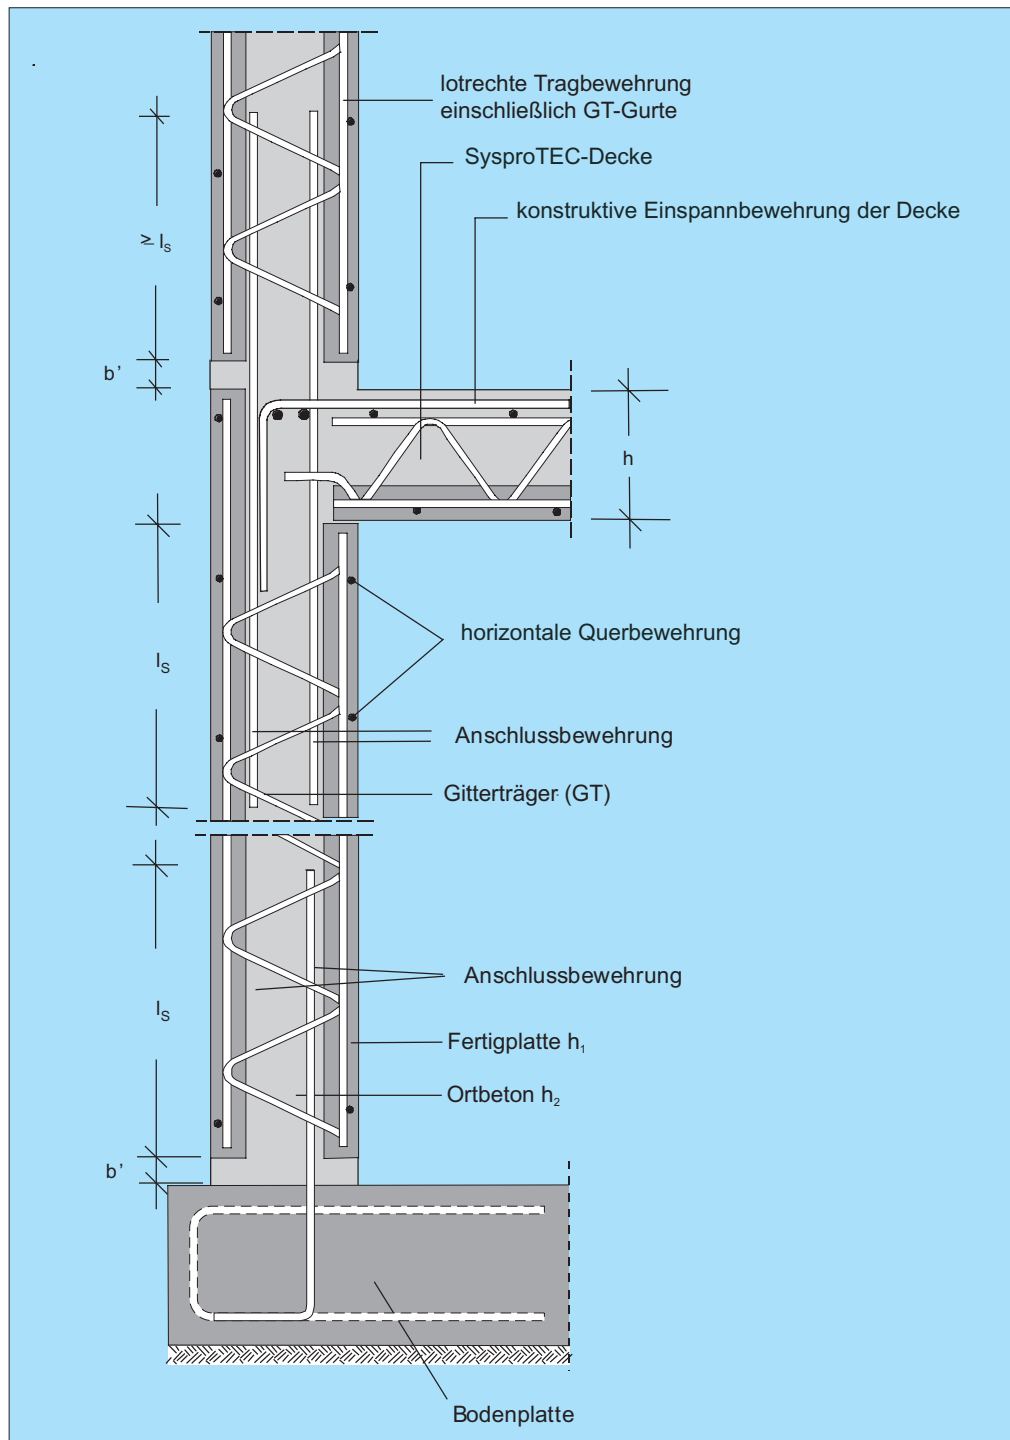 lotrechte Tragbewehrung
einschließlich GT-Gurte
SysproTEC-Decke
konstruktive Einspannbewehrung der Decke
≥ lS
b’
h
horizontale Querbewehrung
lS
Anschlussbewehrung
Gitterträger (GT)
Anschlussbewehrung
lS
Fertigplatte h1
Ortbeton h2
b’
Bodenplatte